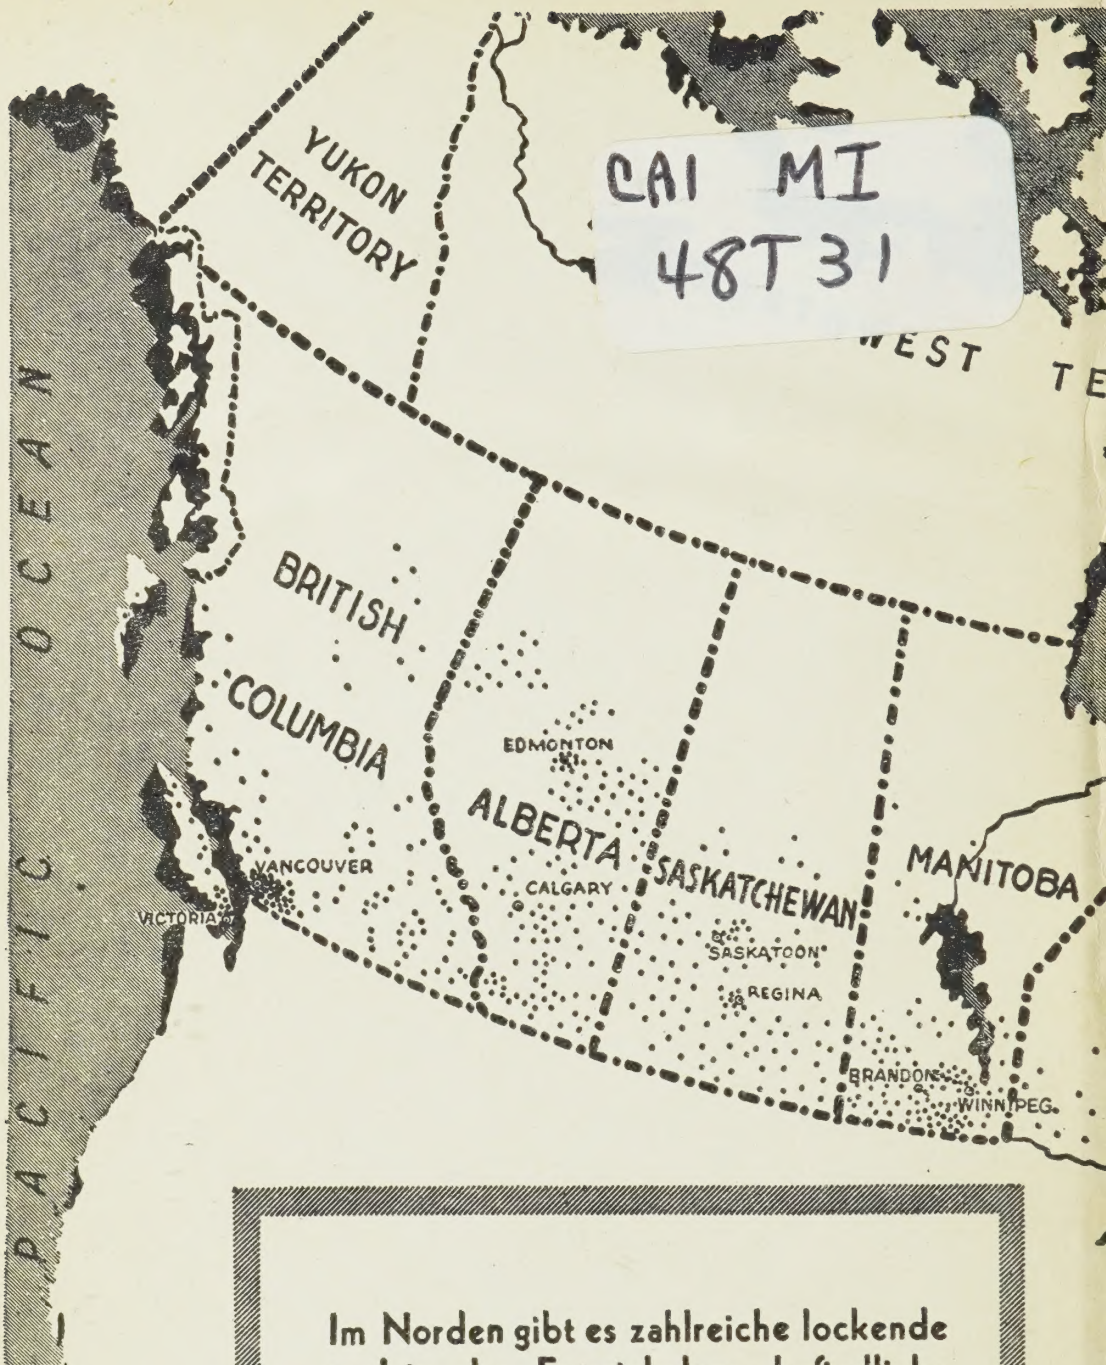 YUKON
TERRITORY
CAI MI
48T31
WEST TE
PACIFIC OCEAN
BRITISH
COLUMBIA
EDMONTON
ALBERTA
VANCOUVER
CALGARY
SASKATCHEWAN
MANITOBA
VICTORIA
SASKATOON
REGINA
BRANDON
WINNIPEG
Im Norden gibt es zahlreiche lockende